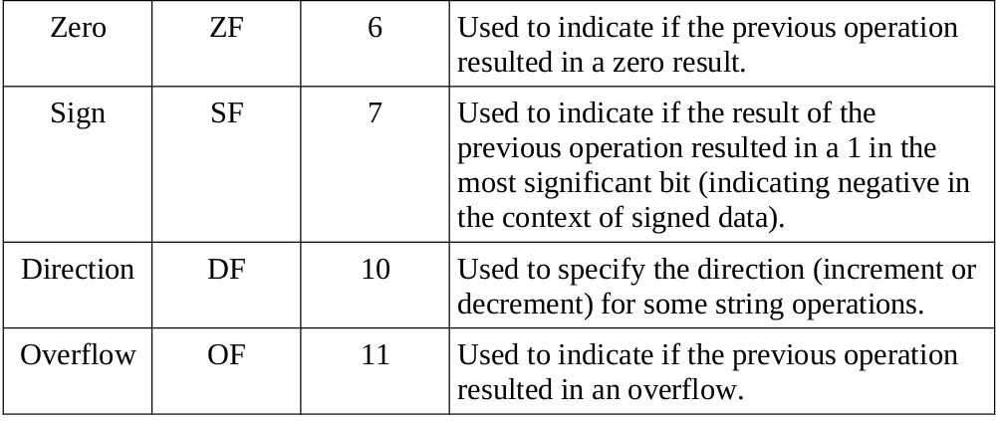 Zero ZF 6 Used to indicate if the previous operation
resulted in a zero result.
Sign SF 7 Used to indicate if the result of the
previous operation resulted in a 1 in the
most significant bit (indicating negative in
the context of signed data).
Direction DF 10 Used to specify the direction (increment or
decrement) for some string operations.
Overflow OF 11 Used to indicate if the previous operation
resulted in an overflow.